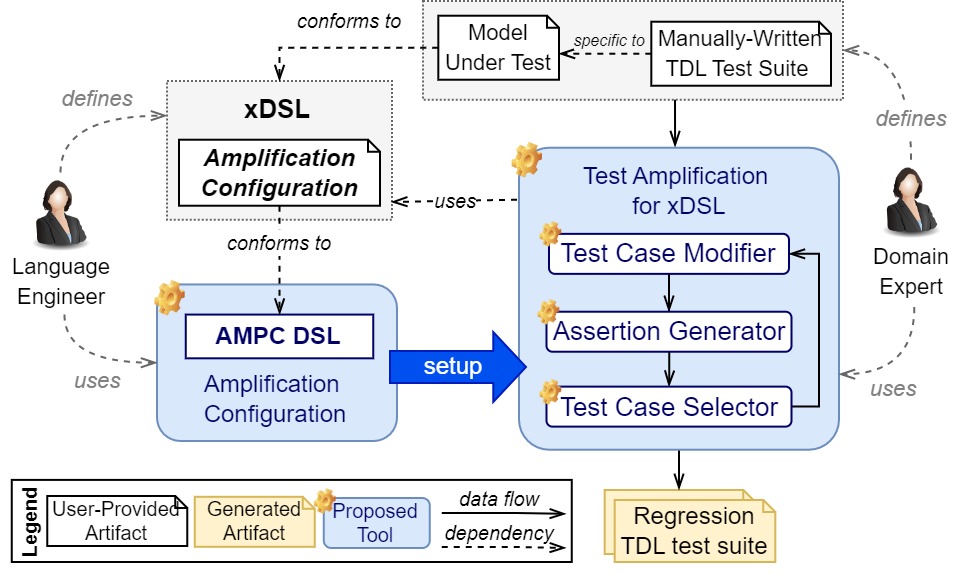 conforms to
Model
Under Test
specific to
Manually-Written
TDL Test Suite
defines
xDSL
Amplification
Configuration
defines
Test Amplification
for xDSL
uses
conforms to
Language
Engineer
Domain
Expert
Test Case Modifier
AMPC DSL
Assertion Generator
setup
uses
Amplification
Configuration
uses
Test Case Selector
Legend
User-Provided
Artifact
Generated
Artifact
Proposed
Tool
data flow
dependency
Regression
TDL test suite